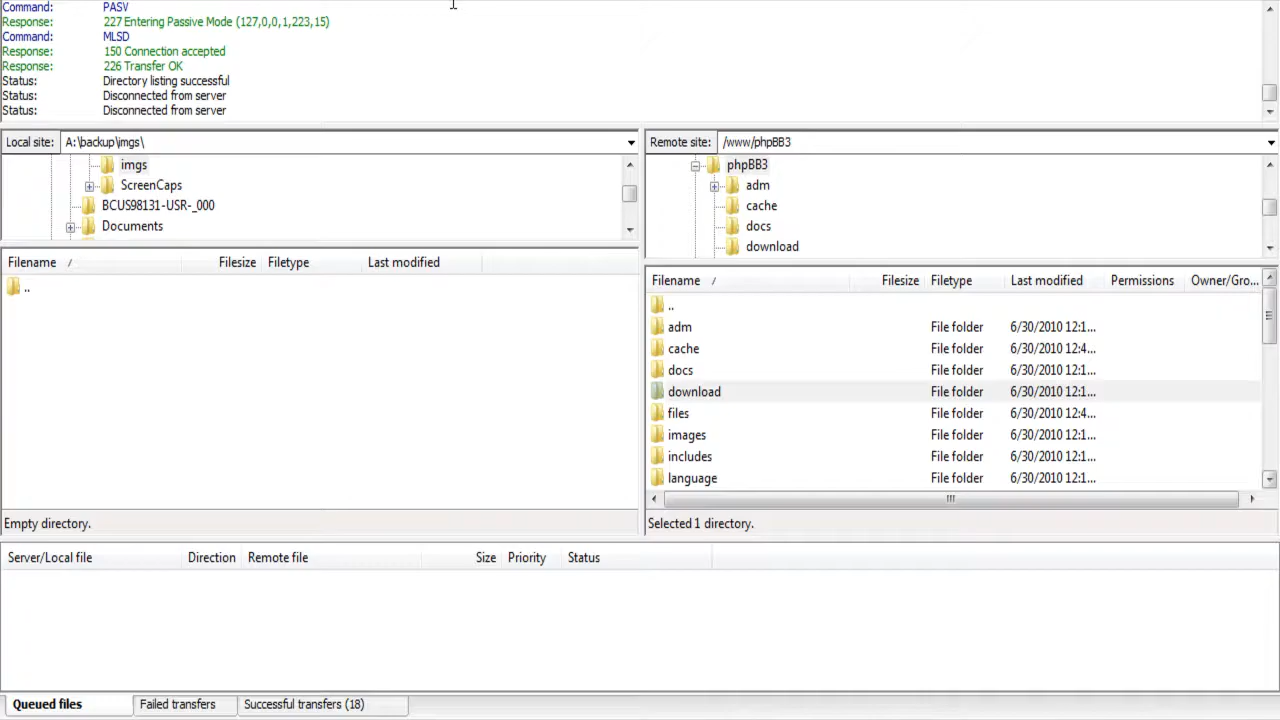 Command: PASV
Response: 227 Entering Passive Mode (127,0,0,1,223,15)
Command: MLSD
Response: 150 Connection accepted
Response: 226 Transfer OK
Status: Directory listing successful
Status: Disconnected from server
Status: Disconnected from server
Local site: A:\backup\imgs\
imgs
ScreenCaps
BCUS98131-USR-_000
Documents
Filename / Filesize Filetype Last modified
..
Empty directory.
Remote site: /www/phpBB3
phpBB3
adm
cache
docs
download
Filename / Filesize Filetype Last modified Permissions Owner/Gro...
..
adm File folder 6/30/2010 12:1...
cache File folder 6/30/2010 12:4...
docs File folder 6/30/2010 12:1...
download File folder 6/30/2010 12:1...
files File folder 6/30/2010 12:4...
images File folder 6/30/2010 12:1...
includes File folder 6/30/2010 12:1...
language File folder 6/30/2010 12:1...
Selected 1 directory.
Server/Local file Direction Remote file Size Priority Status
Queued files Failed transfers Successful transfers (18)